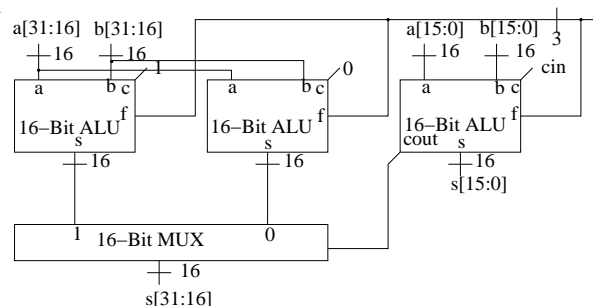 a[31:16] b[31:16] a[15:0] b[15:0] 3
16 16 16 16
1 0 cin
a b c a b c a b c
f f f
16-Bit ALU 16-Bit ALU 16-Bit ALU
s s cout s
16 16 16
s[15:0]
1 0
16-Bit MUX
16
s[31:16]